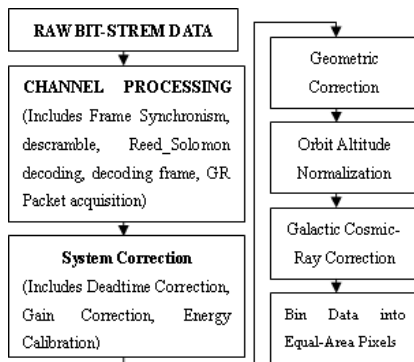 RAW BIT-STREM DATA
CHANNEL PROCESSING
(Includes Frame Synchronism,
descramble, Reed_Solomon
decoding, decoding frame, GR
Packet acquisition)
System Correction
(Includes Deadtime Correction,
Gain Correction, Energy
Calibration)
Geometric
Correction
Orbit Altitude
Normalization
Galactic Cosmic-
Ray Correction
Bin Data into
Equal-Area Pixels